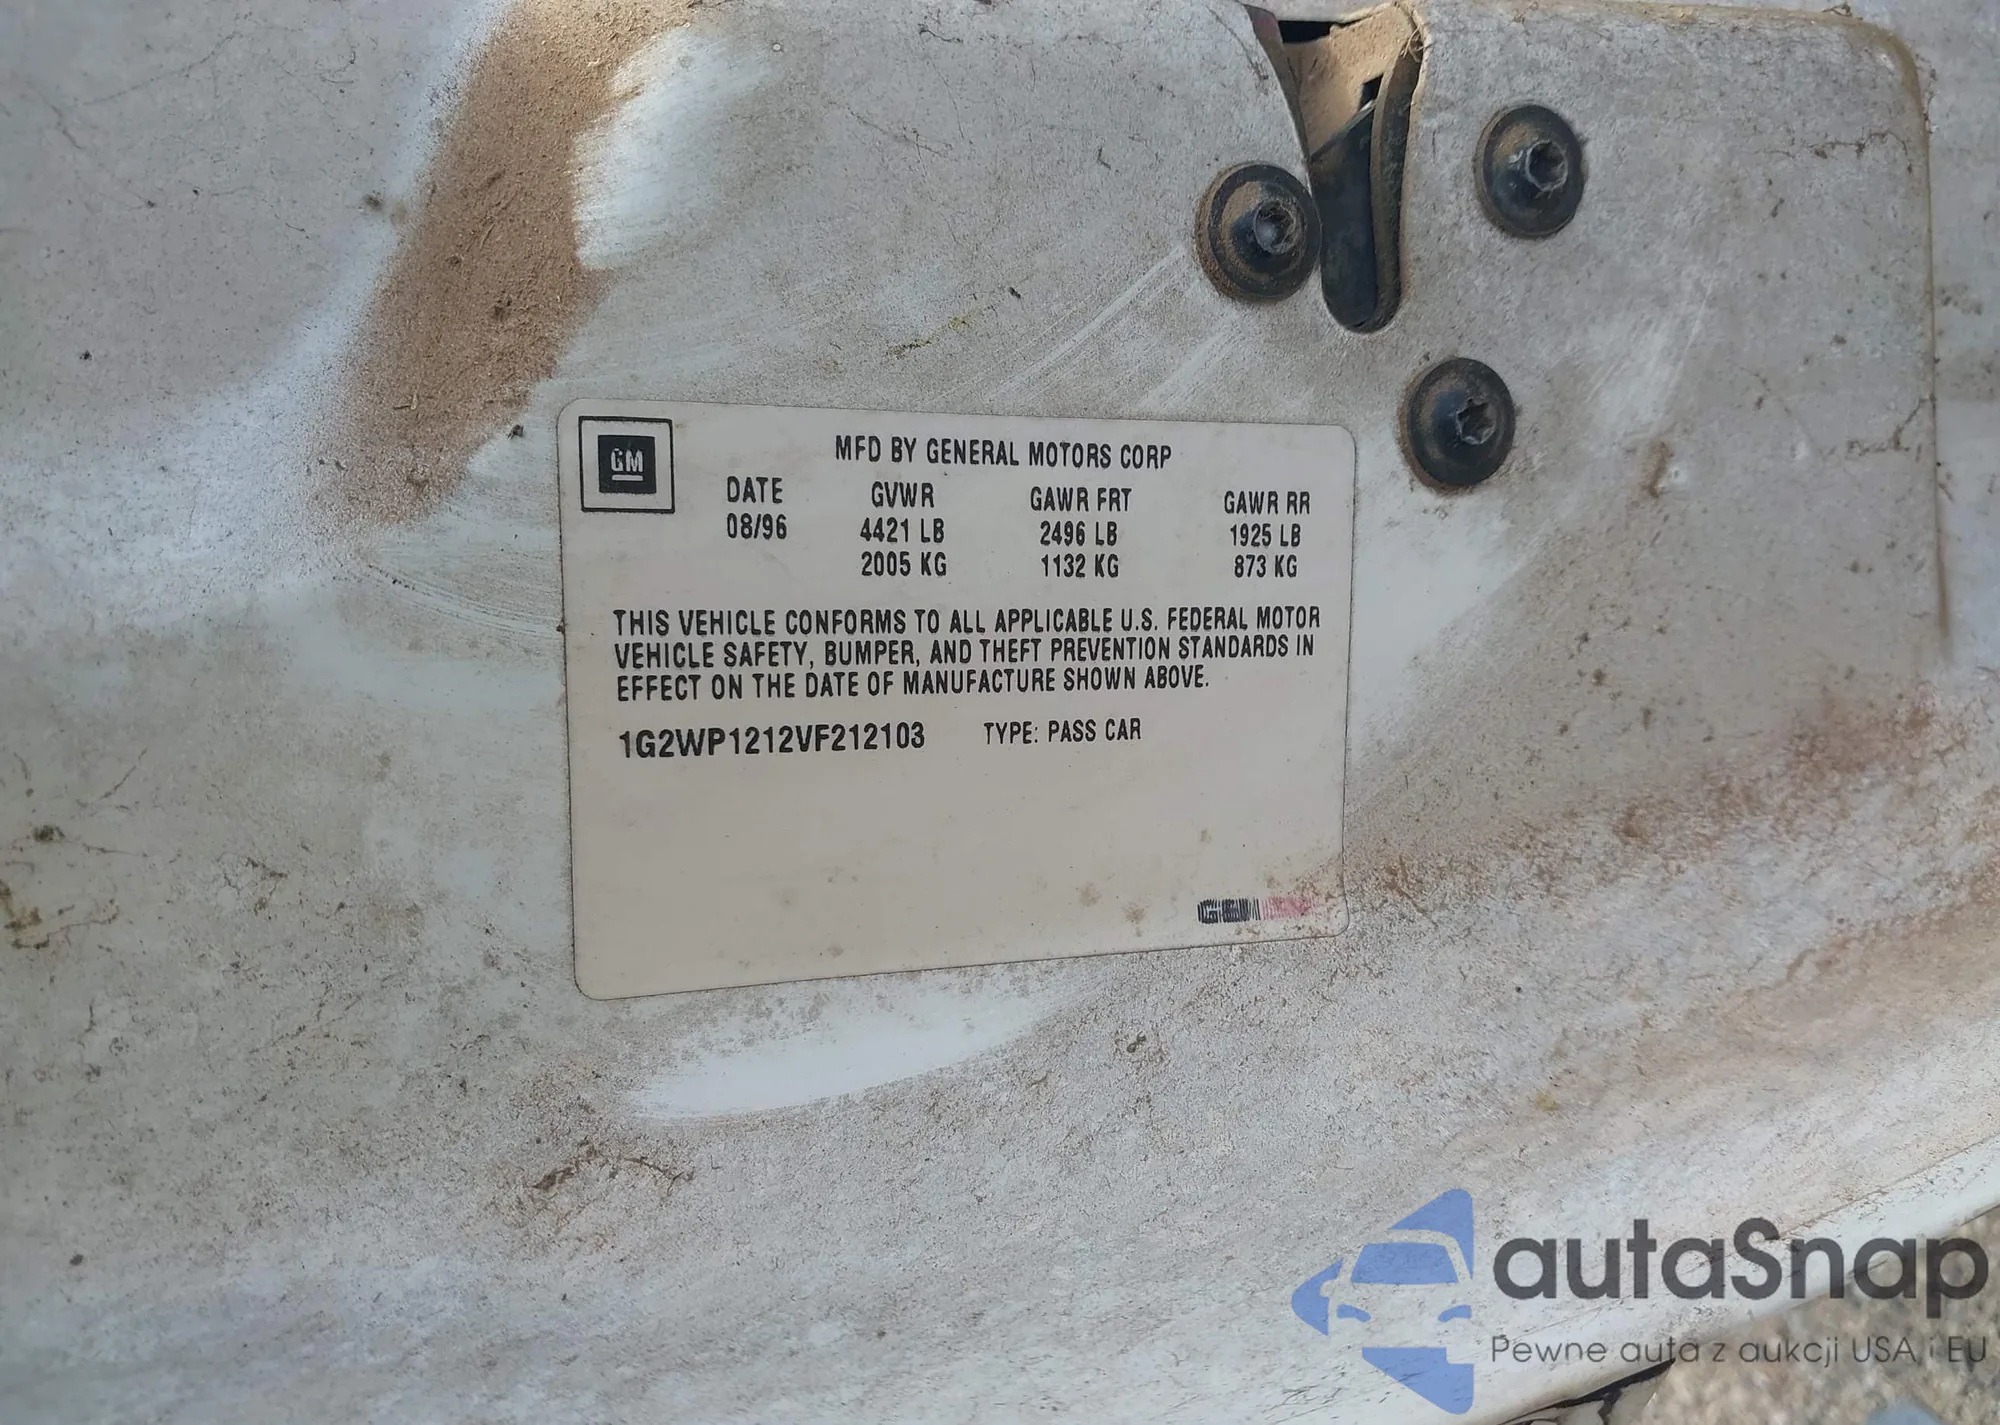 GM
MFD BY GENERAL MOTORS CORP
DATE GVWR GAWR FRT GAWR RR
08/96 4421 LB 2496 LB 1925 LB
2005 KG 1132 KG 873 KG
THIS VEHICLE CONFORMS TO ALL APPLICABLE U.S. FEDERAL MOTOR
VEHICLE SAFETY, BUMPER, AND THEFT PREVENTION STANDARDS IN
EFFECT ON THE DATE OF MANUFACTURE SHOWN ABOVE.
1G2WP1212VF212103 TYPE: PASS CAR
autaSnap
Pewne auta z aukcji USA i EU